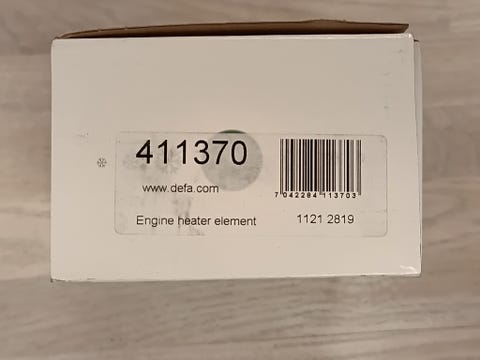 411370
7 042284 113703
www.defa.com
Engine heater element 1121 2819